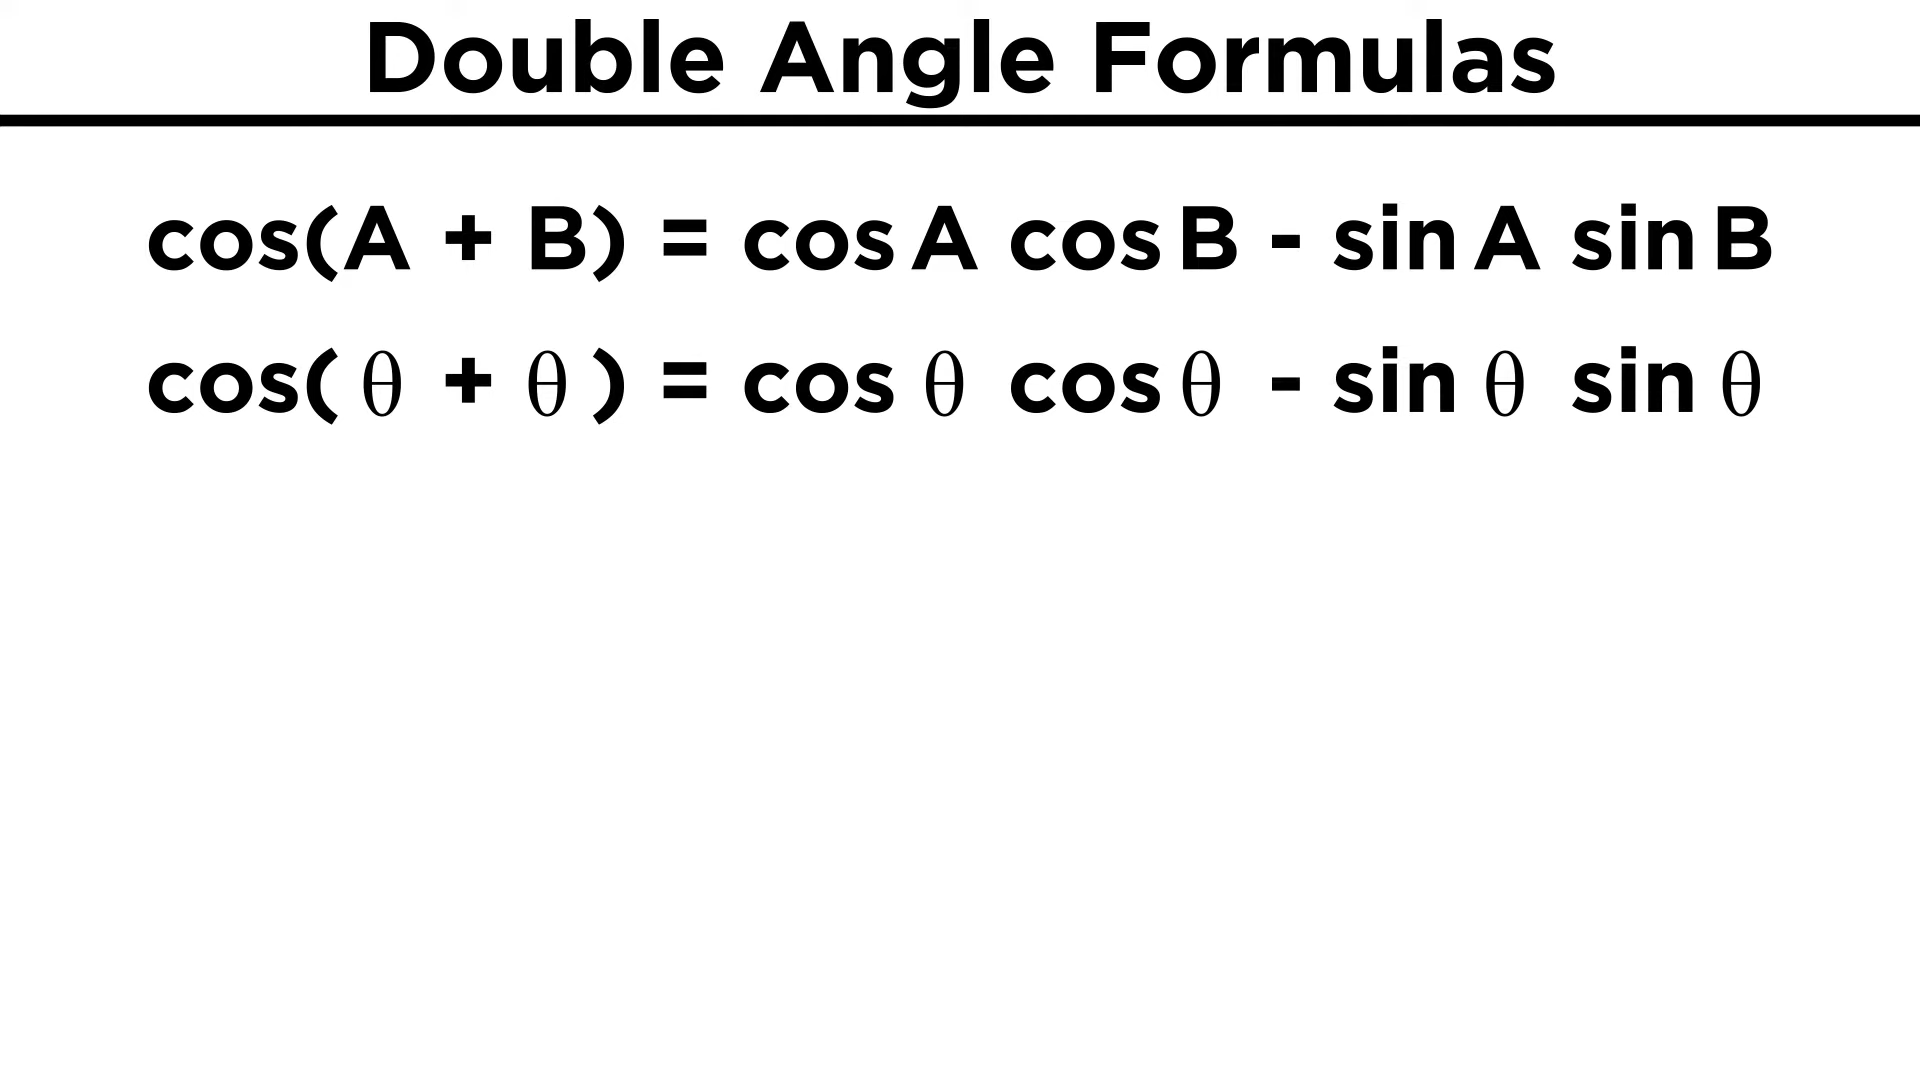 Double Angle Formulas
cos(A + B) = cos A cos B - sin A sin B
cos( θ + θ ) = cos θ cos θ - sin θ sin θ